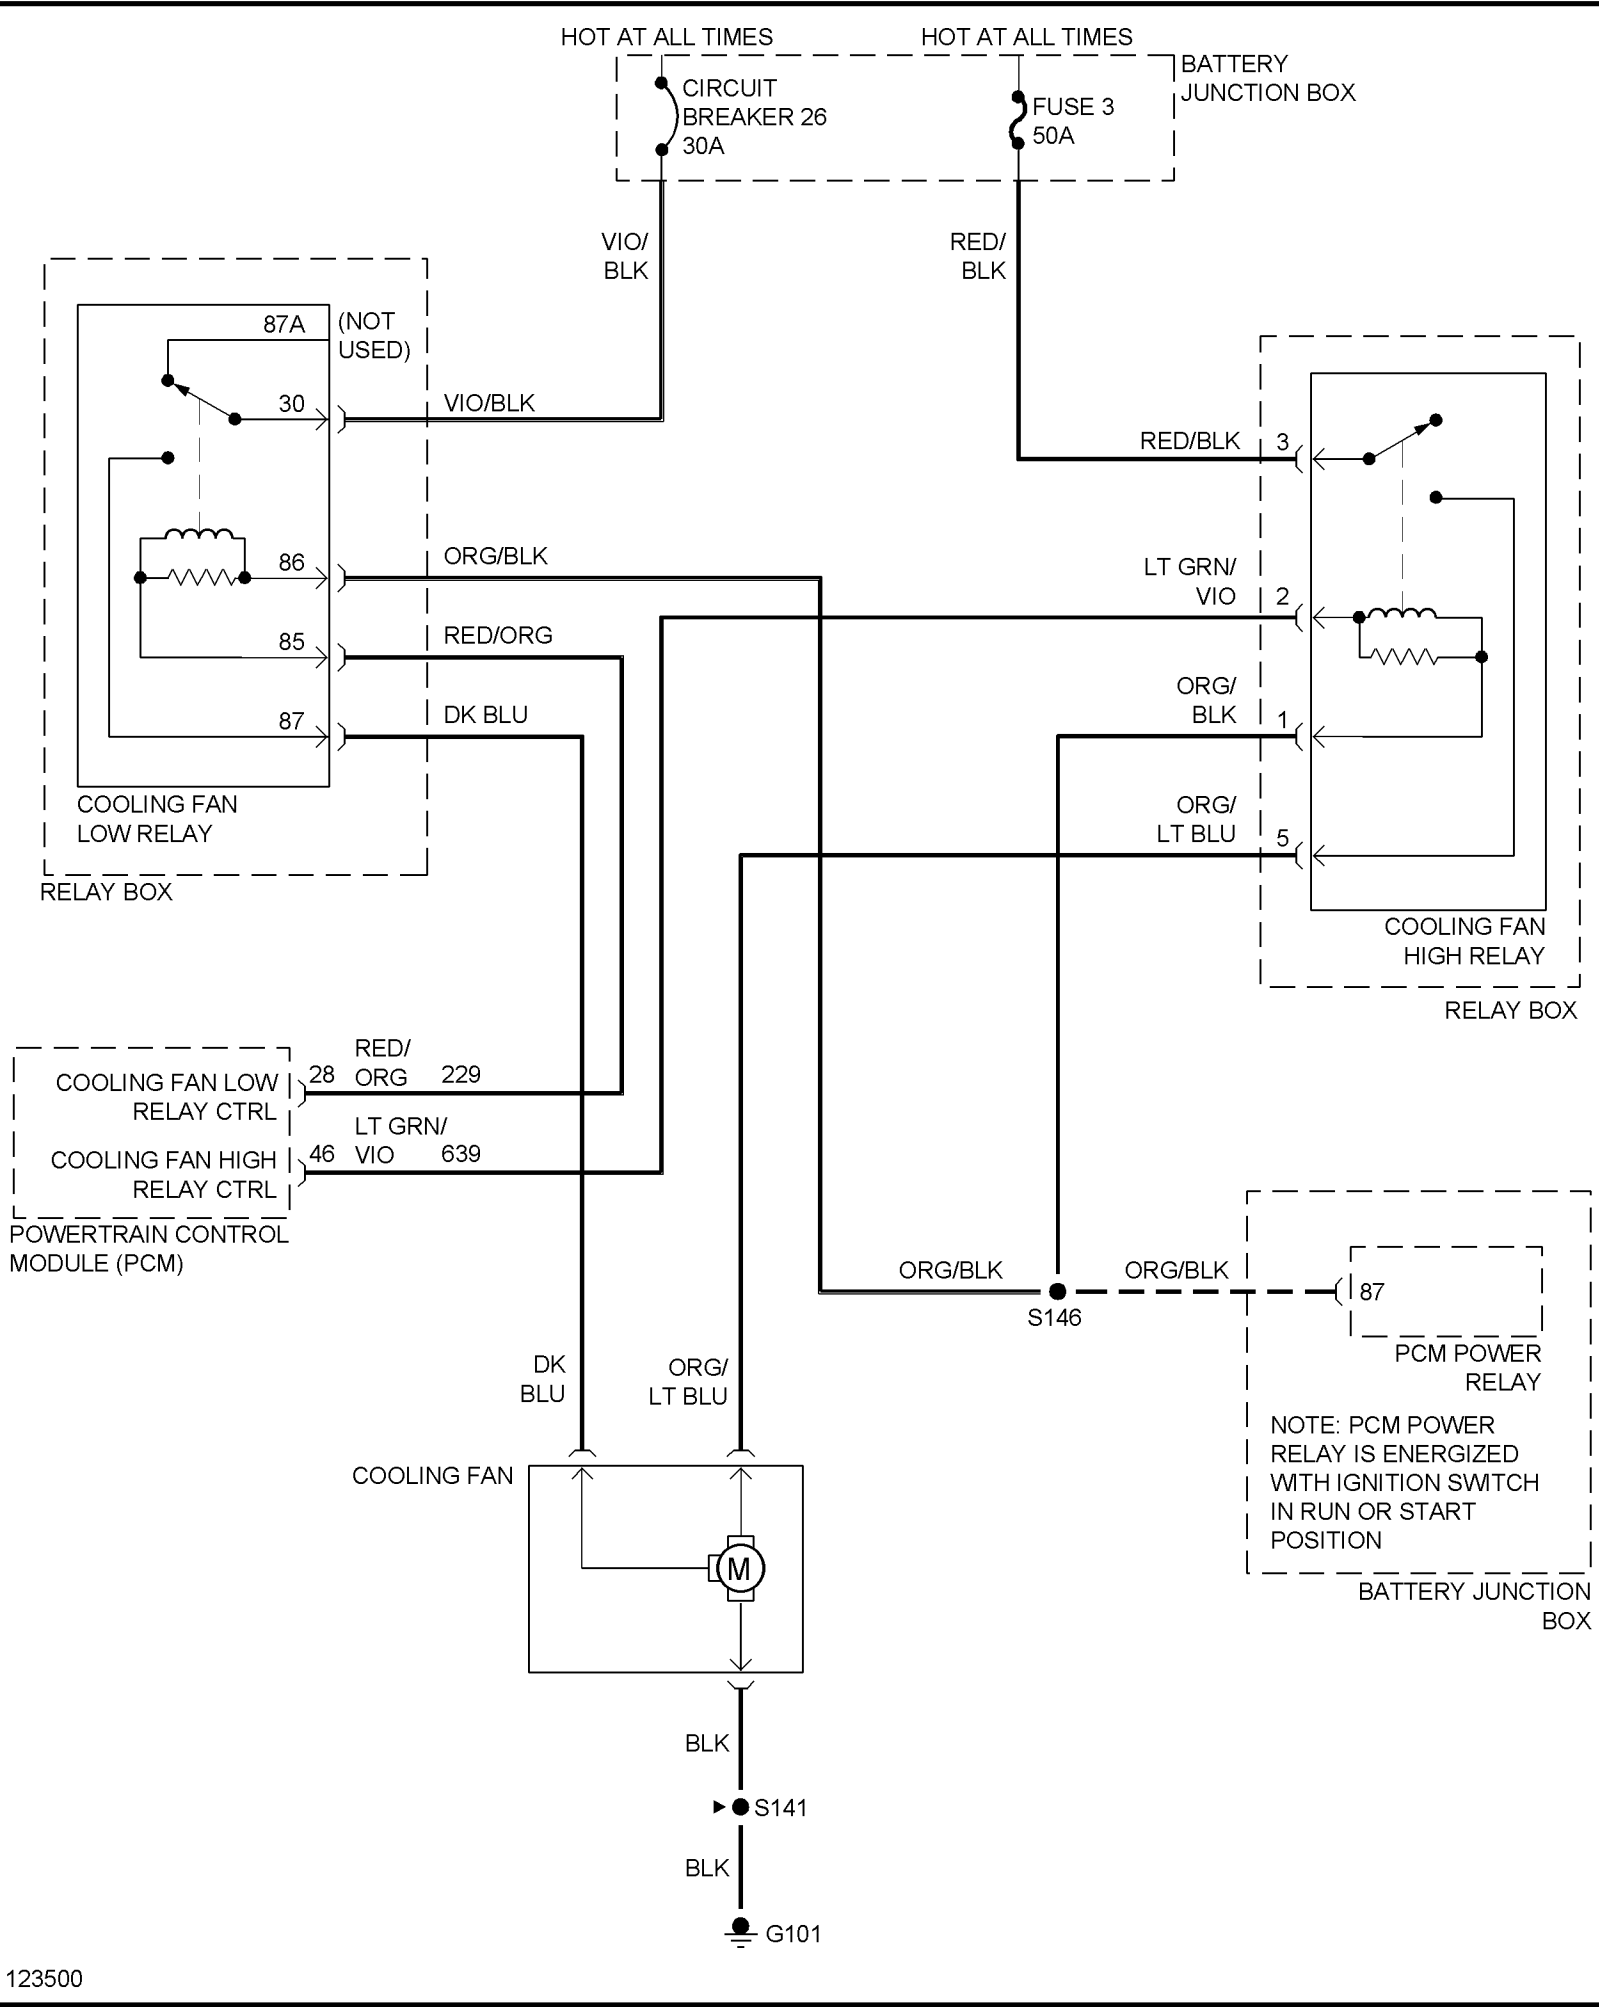 HOT AT ALL TIMES
HOT AT ALL TIMES
BATTERY
JUNCTION BOX
CIRCUIT
BREAKER 26
30A
FUSE 3
50A
VIO/
BLK
RED/
BLK
87A
(NOT
USED)
30
VIO/BLK
86
ORG/BLK
85
RED/ORG
87
DK BLU
COOLING FAN
LOW RELAY
RELAY BOX
RED/BLK
3
LT GRN/
VIO
2
ORG/
BLK
1
ORG/
LT BLU
5
COOLING FAN
HIGH RELAY
RELAY BOX
COOLING FAN LOW
RELAY CTRL
28
RED/
ORG
229
COOLING FAN HIGH
RELAY CTRL
46
LT GRN/
VIO
639
POWERTRAIN CONTROL
MODULE (PCM)
ORG/BLK
S146
ORG/BLK
87
PCM POWER
RELAY
NOTE: PCM POWER
RELAY IS ENERGIZED
WITH IGNITION SWITCH
IN RUN OR START
POSITION
BATTERY JUNCTION
BOX
DK
BLU
ORG/
LT BLU
COOLING FAN
M
BLK
S141
BLK
G101
123500